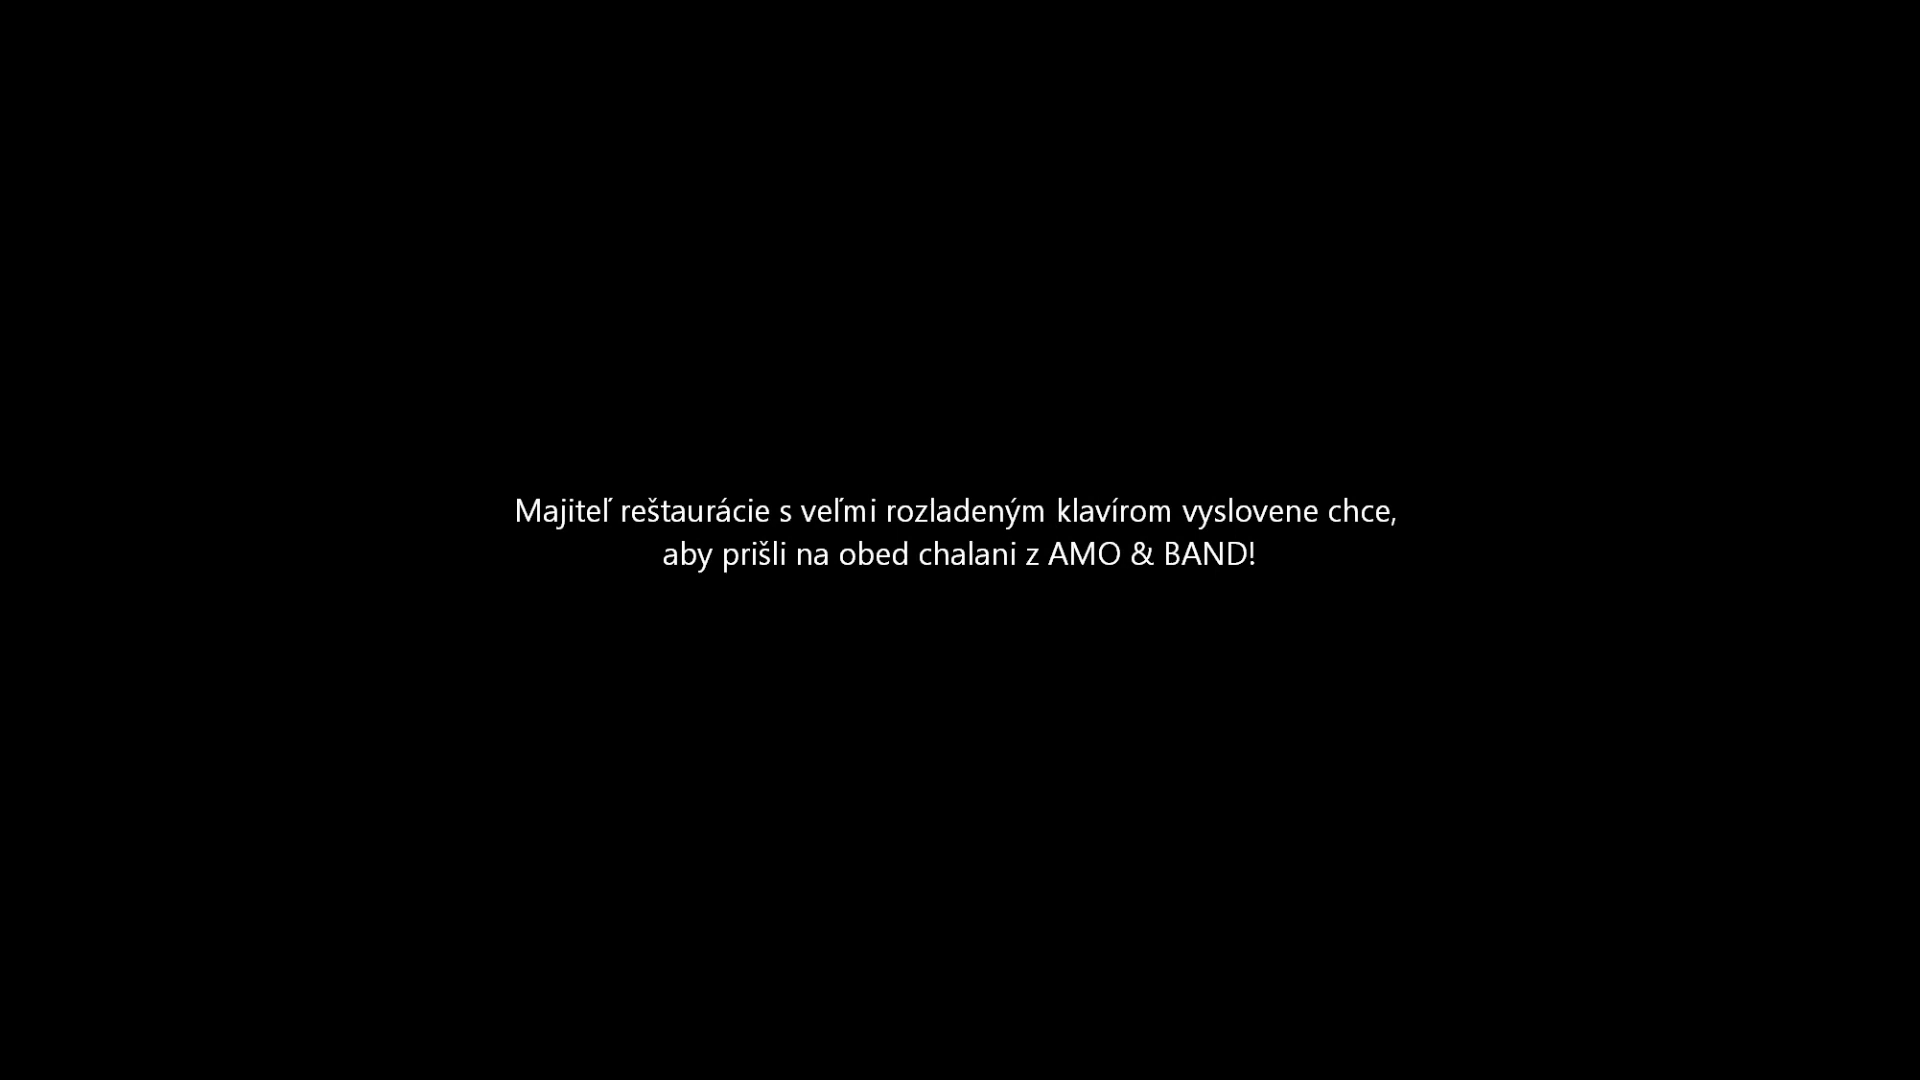 Majiteľ reštaurácie s veľmi rozladeným klavírom vyslovene chce,
aby prišli na obed chalani z AMO & BAND!